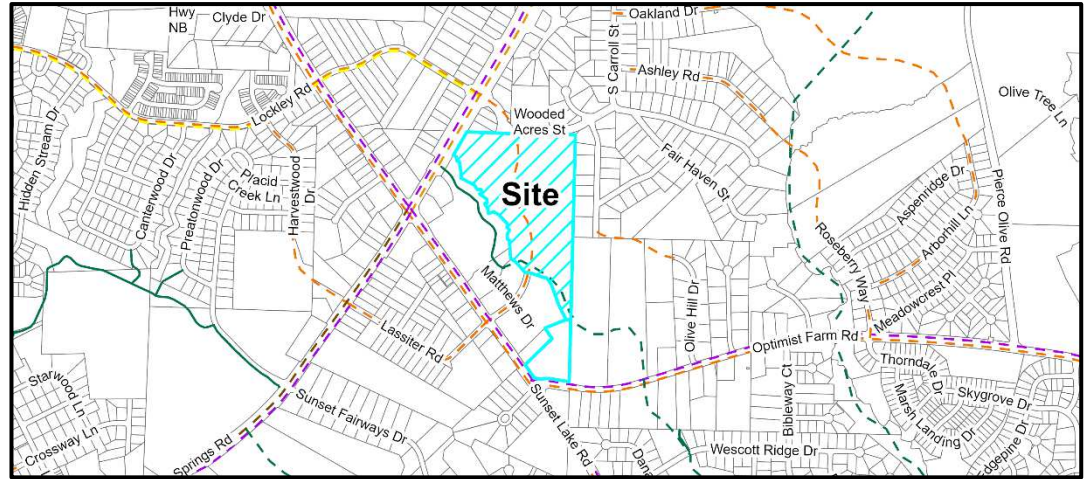 Hwy
NB
Clyde Dr
Oakland Dr
S Carroll St
Ashley Rd
Olive Tree
Ln
Lockley Rd
Wooded
Acres St
Hidden Stream Dr
Canterwood Dr
Preatonwood Dr
Placid
Creek Ln
Harvestwood
Dr
Site
Fair Haven St
Aspenridge Dr
Arborhill Ln
Pierce Olive Rd
Roseberry Way
Meadowcrest Pl
Matthews Dr
Lassiter Rd
Olive Hill Dr
Optimist Farm Rd
Bibleway Ct
Thorndale Dr
Skygrove Dr
Marsh Landing Dr
Edgepine Dr
Starwood Ln
Crossway Ln
Sunset Fairways Dr
Springs Rd
Sunset Lake Rd
Dana
Wescott Ridge Dr